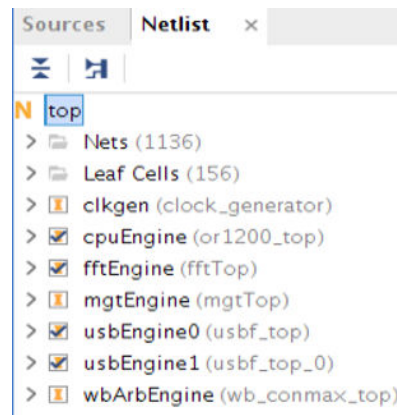 Sources Netlist ×
N top
> Nets (1136)
> Leaf Cells (156)
> clkgen (clock_generator)
> cpuEngine (or1200_top)
> fftEngine (fftTop)
> mgtEngine (mgtTop)
> usbEngine0 (usbf_top)
> usbEngine1 (usbf_top_0)
> wbArbEngine (wb_conmax_top)